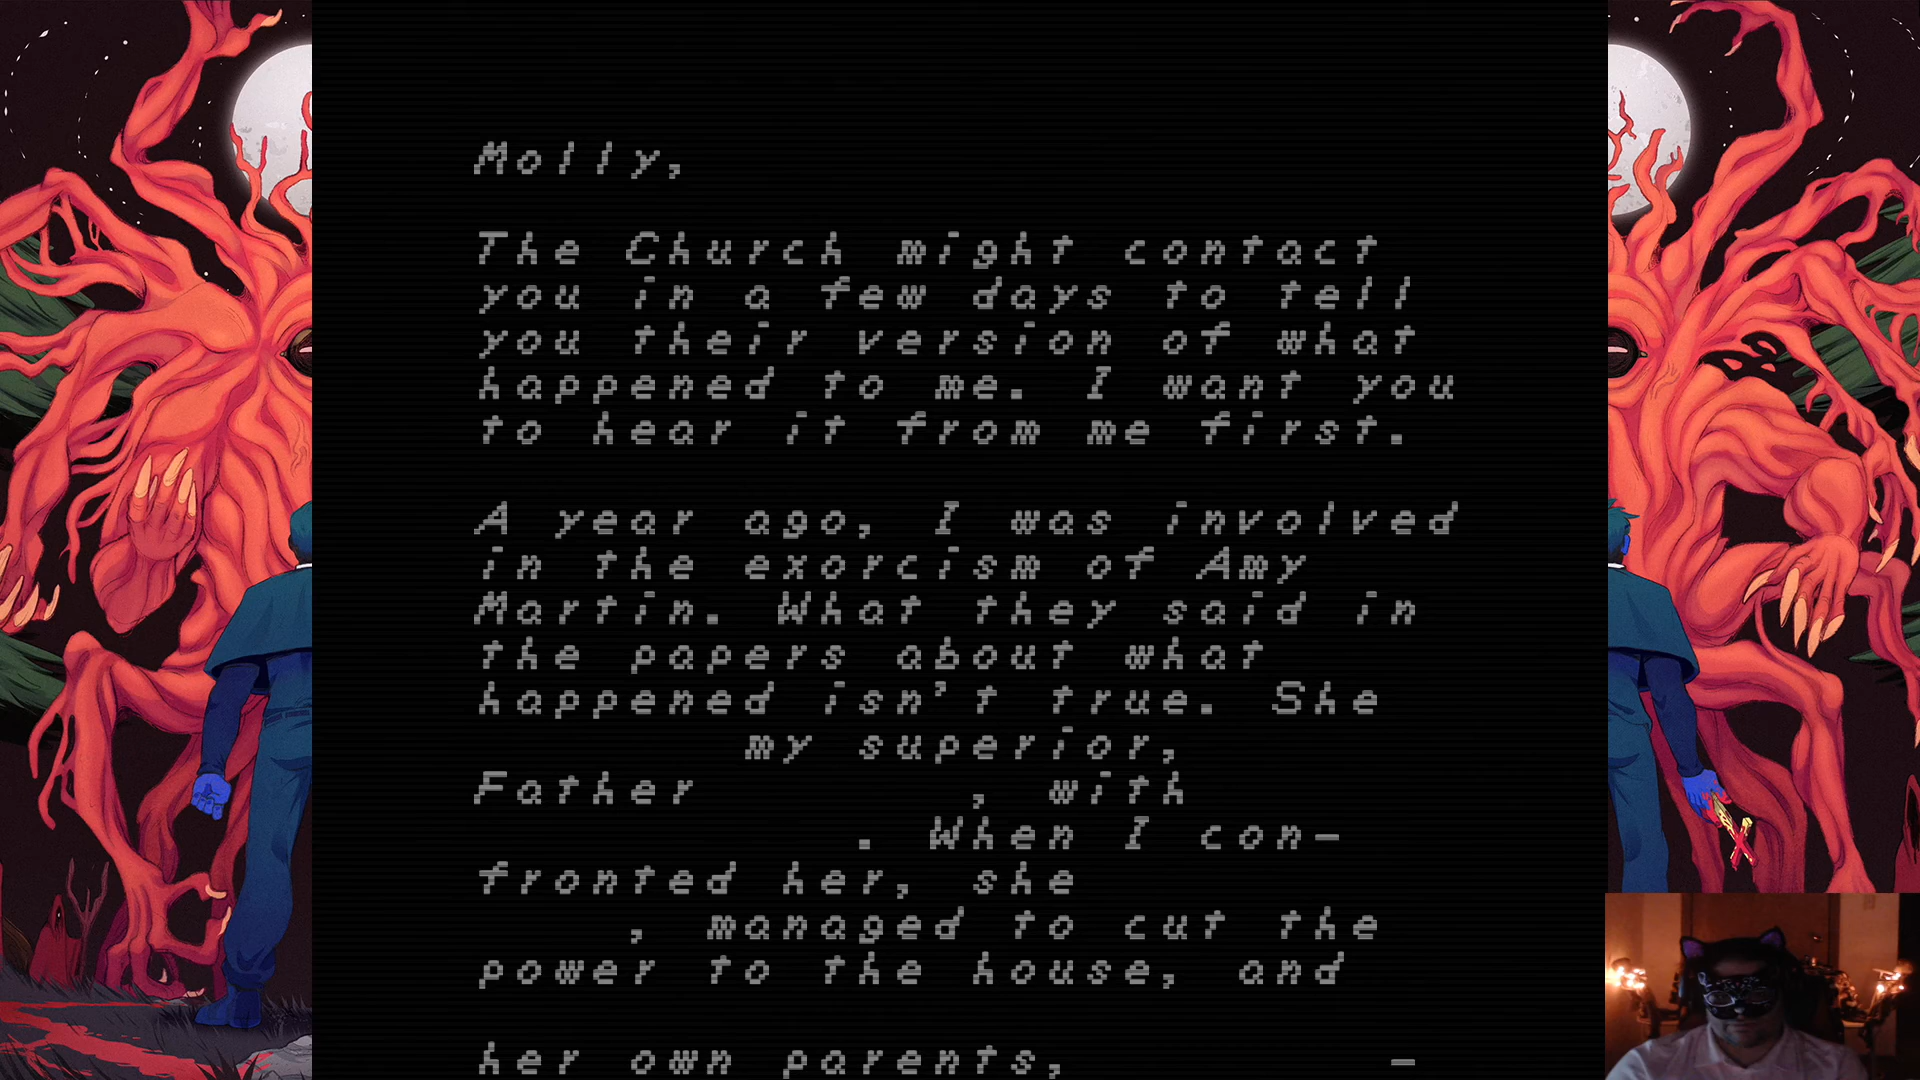 Molly,
The Church might contact
you in a few days to tell
you their version of what
happened to me. I want you
to hear it from me first.
A year ago, I was involved
in the exorcism of Amy
Martin. What they said in
the papers about what
happened isn't true. She
my superior,
Father , with
. When I con-
fronted her, she
, managed to cut the
power to the house, and
her own parents, -